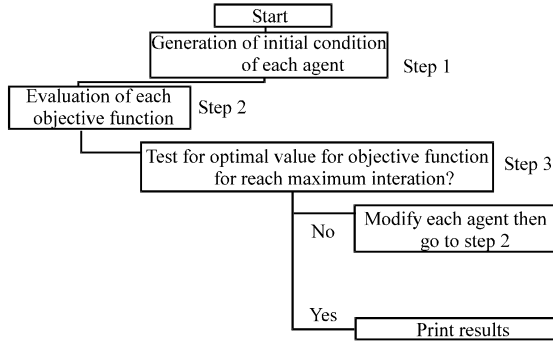 Start
Generation of initial condition
of each agent
Step 1
Evaluation of each
objective function
Step 2
Test for optimal value for objective function
for reach maximum interation?
Step 3
No
Modify each agent then
go to step 2
Yes
Print results